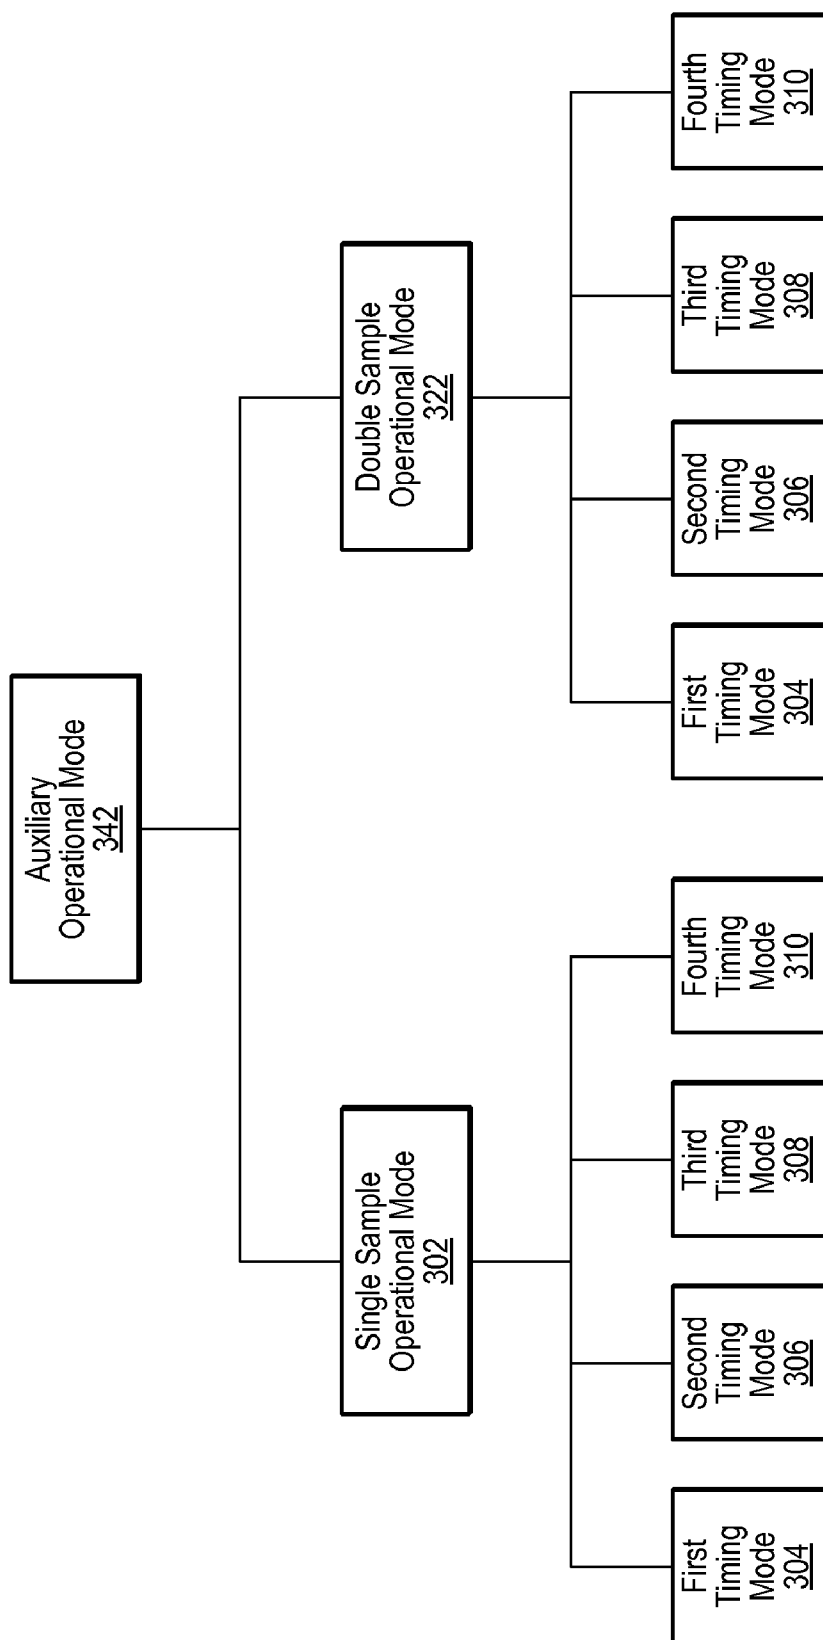 Auxiliary
Operational Mode
342
Single Sample
Operational Mode
302
Double Sample
Operational Mode
322
First
Timing
Mode
304
Second
Timing
Mode
306
Third
Timing
Mode
308
Fourth
Timing
Mode
310
First
Timing
Mode
304
Second
Timing
Mode
306
Third
Timing
Mode
308
Fourth
Timing
Mode
310